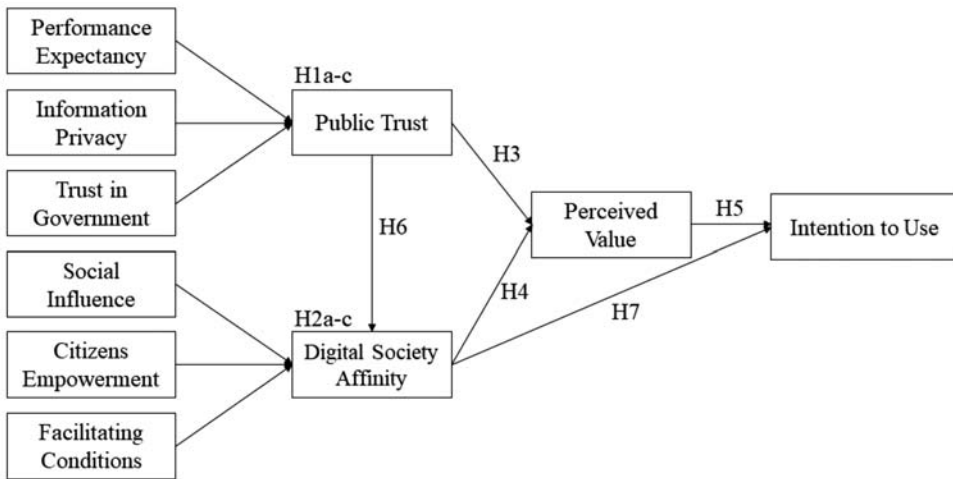 Performance
Expectancy
Information
Privacy
Trust in
Government
Social
Influence
Citizens
Empowerment
Facilitating
Conditions
H1a-c
Public Trust
H6
H2a-c
Digital Society
Affinity
H3
H4
Perceived
Value
H5
H7
Intention to Use